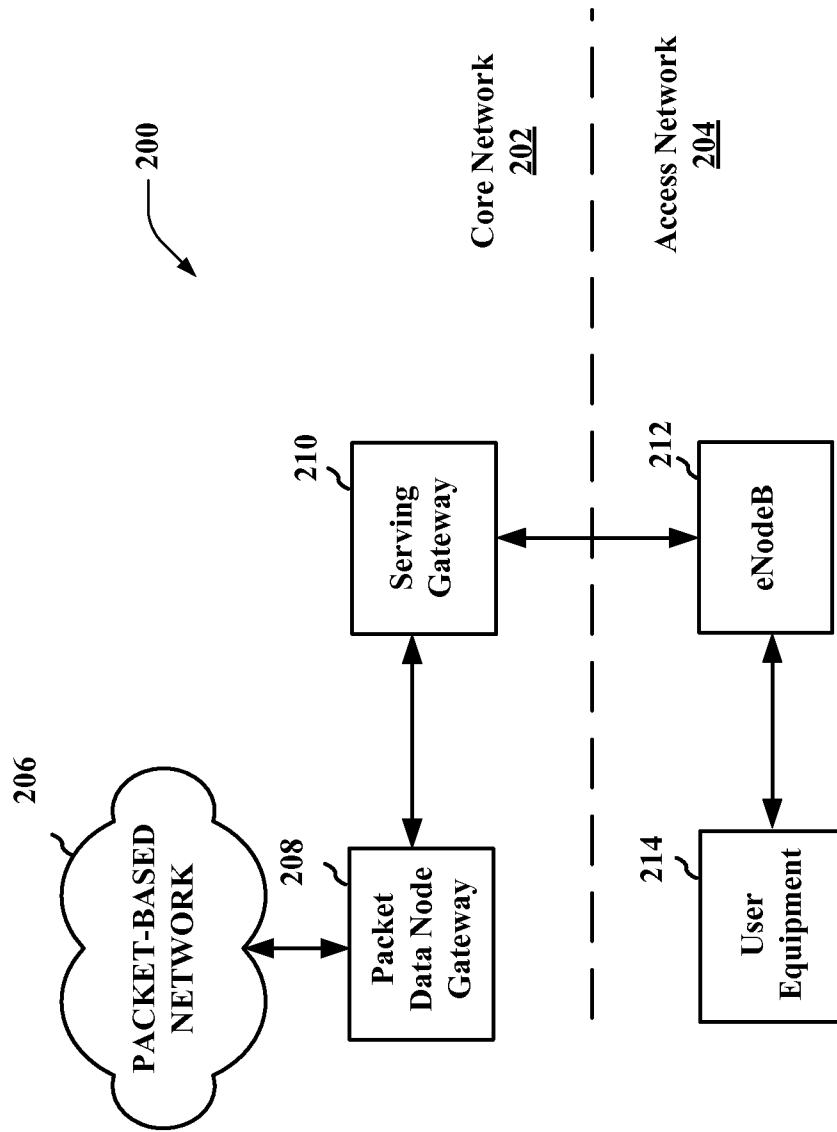 200
206
PACKET-BASED
NETWORK
208
Packet
Data Node
Gateway
210
Serving
Gateway
Core Network
202
Access Network
204
214
User
Equipment
212
eNodeB